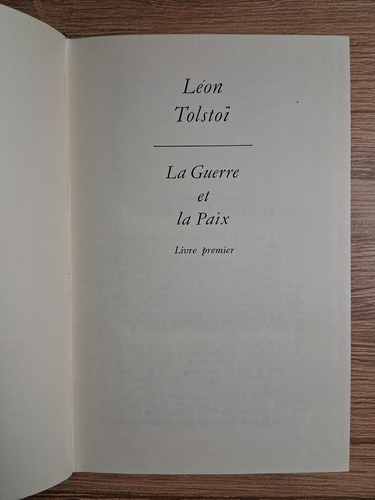 Léon
Tolstoï
La Guerre
et
la Paix
Livre premier